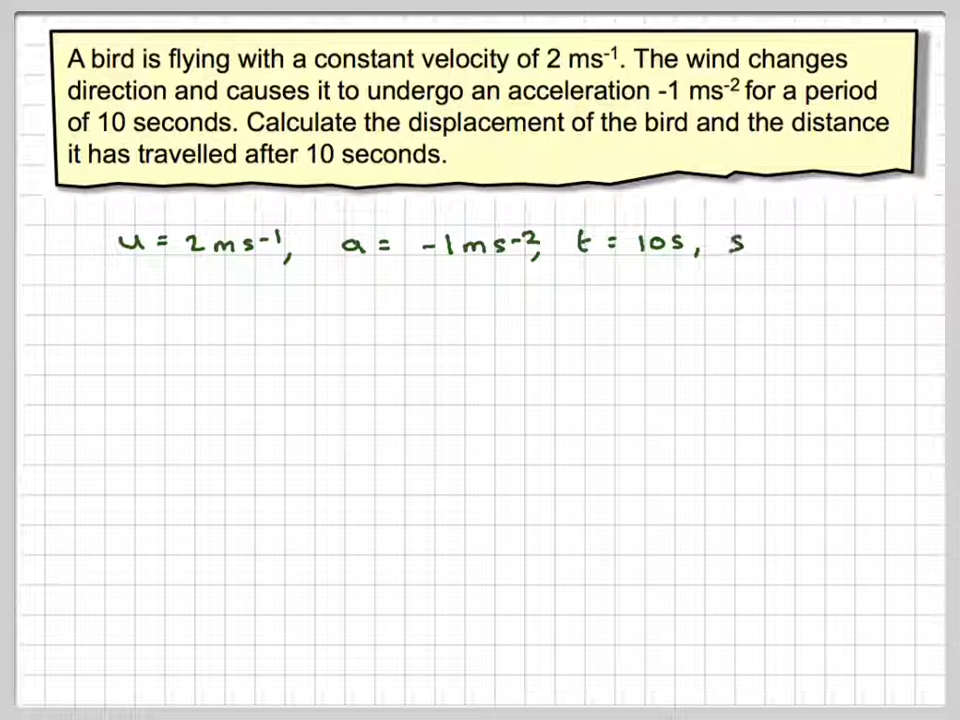 A bird is flying with a constant velocity of 2 ms⁻¹. The wind changes
direction and causes it to undergo an acceleration -1 ms⁻² for a period
of 10 seconds. Calculate the displacement of the bird and the distance
it has travelled after 10 seconds.
u = 2 m s⁻¹, a = -1 m s⁻², t = 10s, s